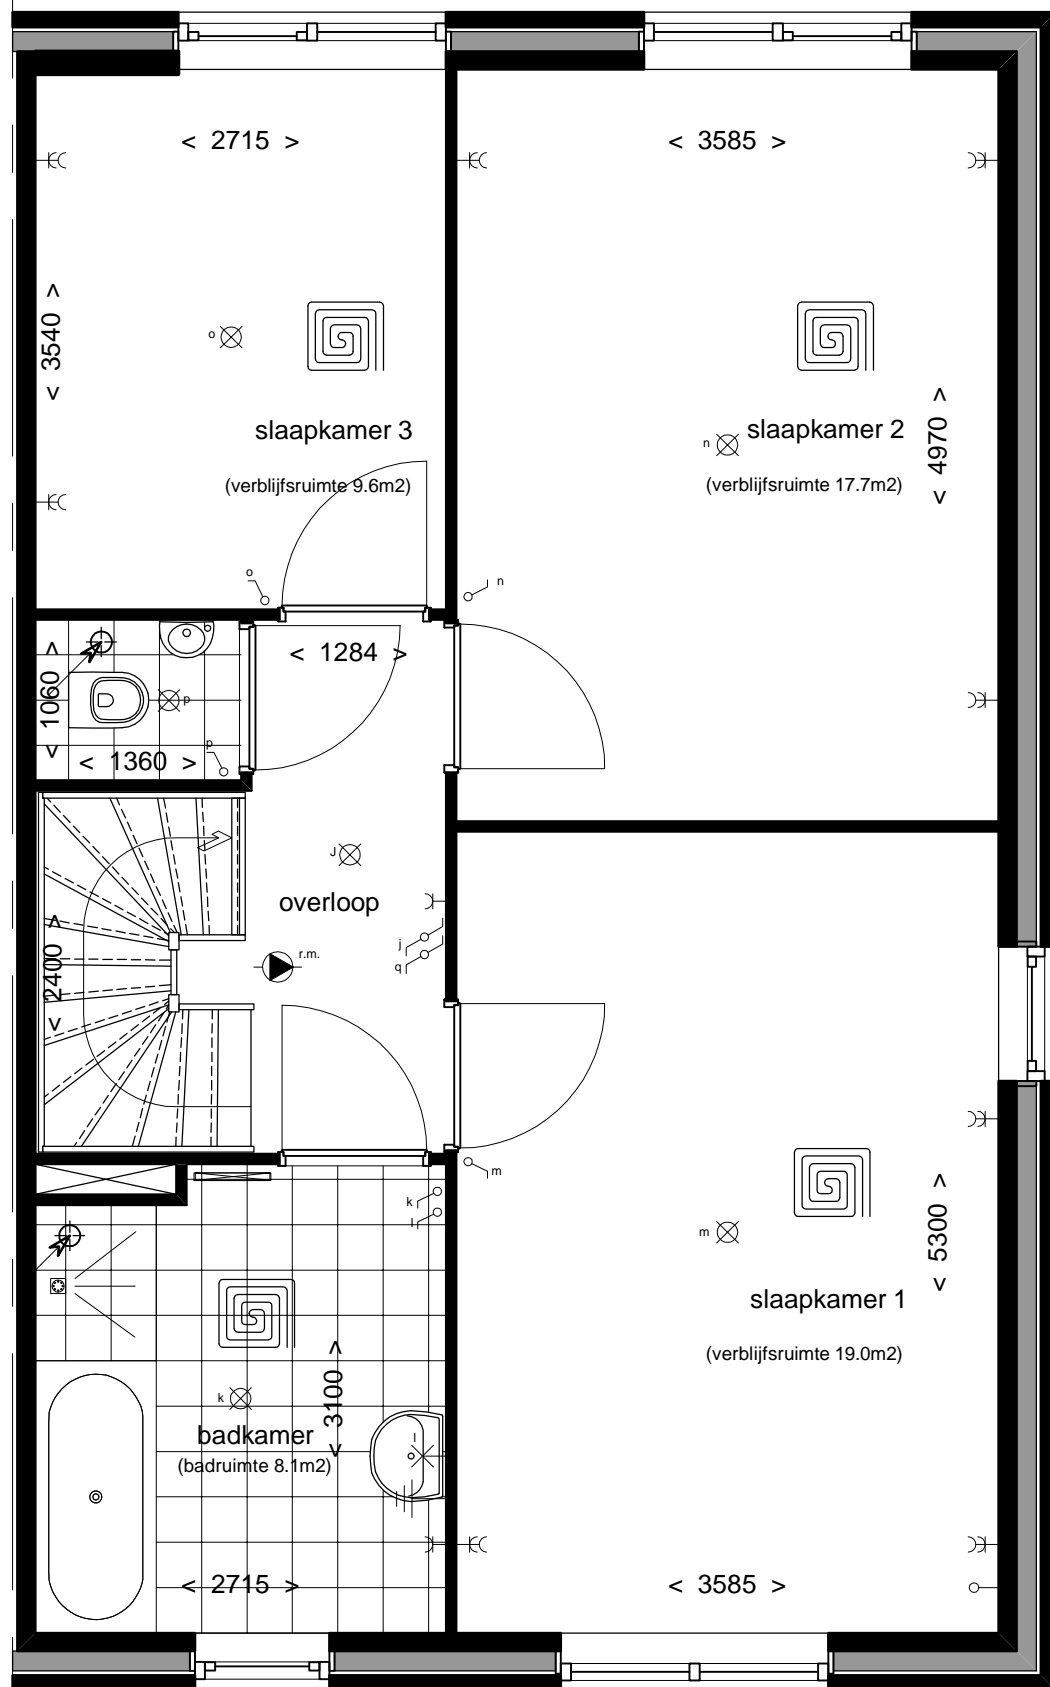 < 2715 >
< 3585 >
< 3540 >
o
slaapkamer 3
(verblijfsruimte 9.6m2)
n
slaapkamer 2
(verblijfsruimte 17.7m2)
< 4970 >
o
n
< 1284 >
< 1060 >
p
p
< 1360 >
J
overloop
j
q
r.m.
< 2400 >
m
k
l
m
slaapkamer 1
(verblijfsruimte 19.0m2)
< 5300 >
k
< 3100 >
badkamer
(badruimte 8.1m2)
l
< 2715 >
< 3585 >